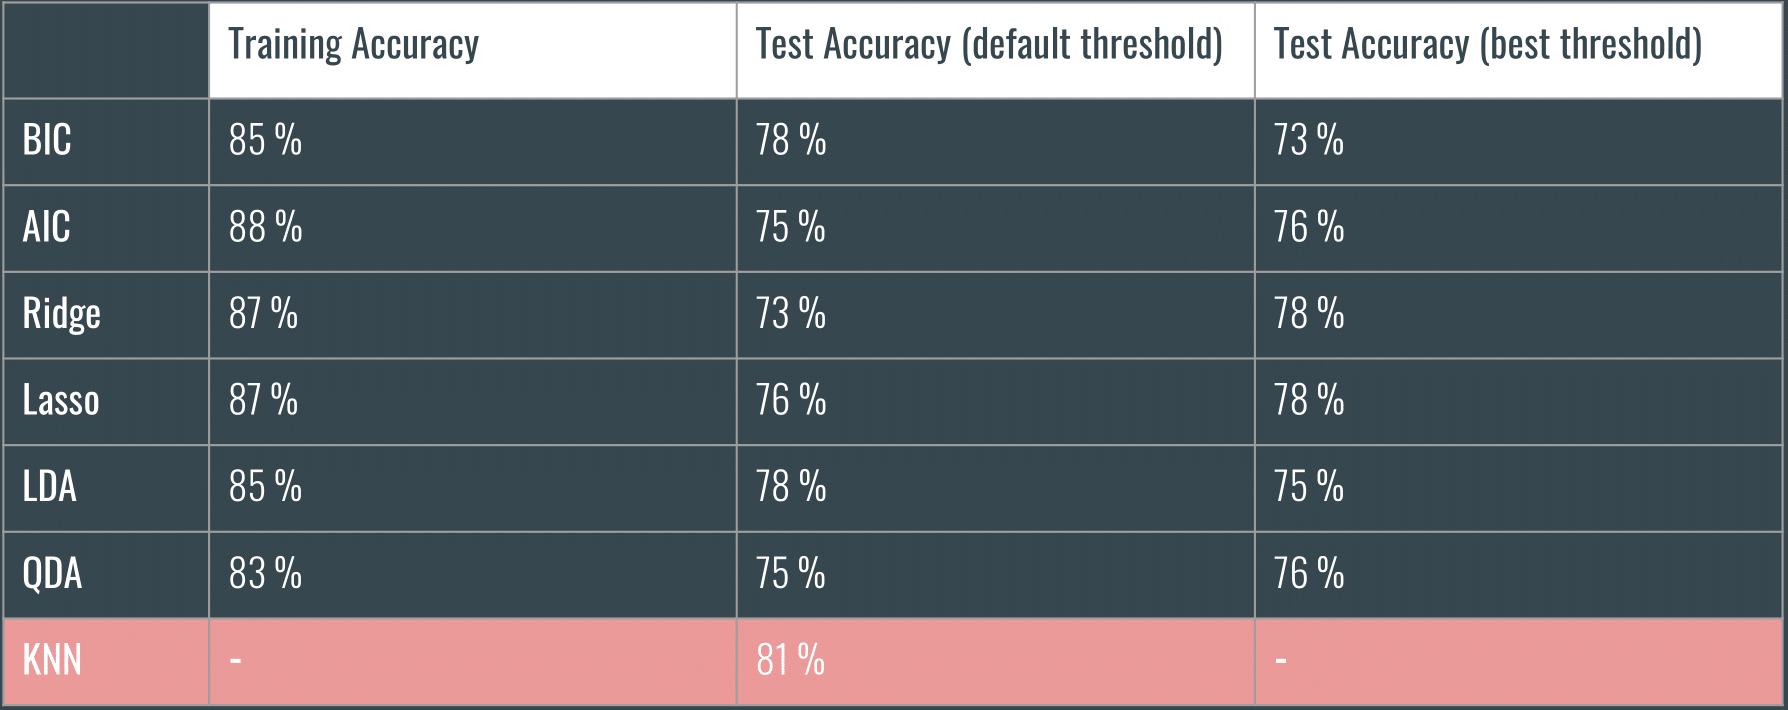 Training Accuracy Test Accuracy (default threshold) Test Accuracy (best threshold)
BIC 85 % 78 % 73 %
AIC 88 % 75 % 76 %
Ridge 87 % 73 % 78 %
Lasso 87 % 76 % 78 %
LDA 85 % 78 % 75 %
QDA 83 % 75 % 76 %
KNN - 81 % -